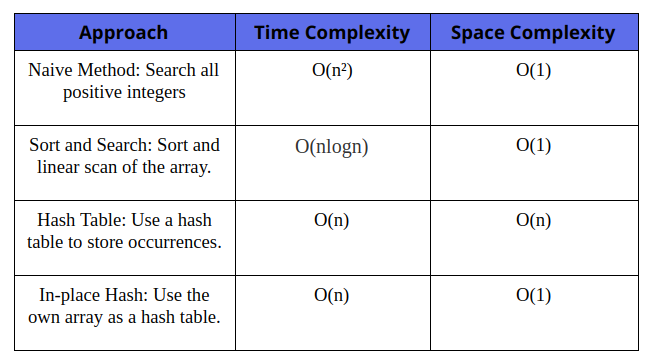 Approach
Time Complexity
Space Complexity
Naive Method: Search all
positive integers
O(n²)
O(1)
Sort and Search: Sort and
linear scan of the array.
O(nlogn)
O(1)
Hash Table: Use a hash
table to store occurrences.
O(n)
O(n)
In-place Hash: Use the
own array as a hash table.
O(n)
O(1)